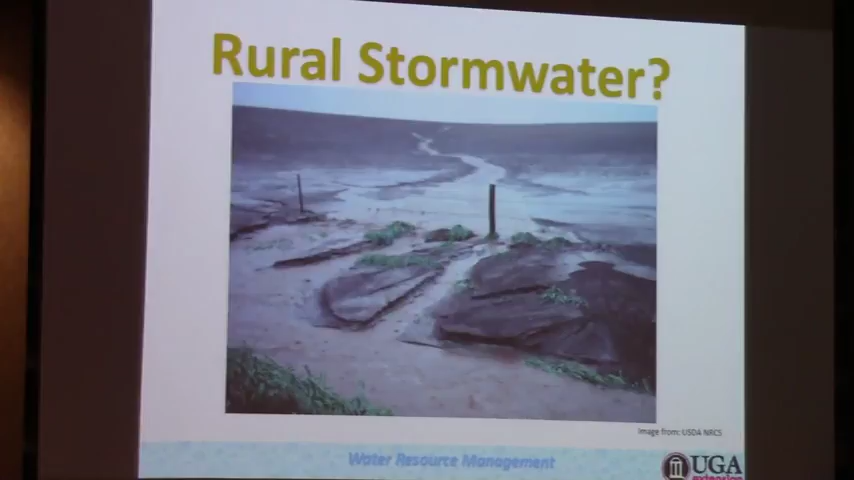 Rural Stormwater?
Image from: USDA NRCS
Water Resource Management
UGA
extension